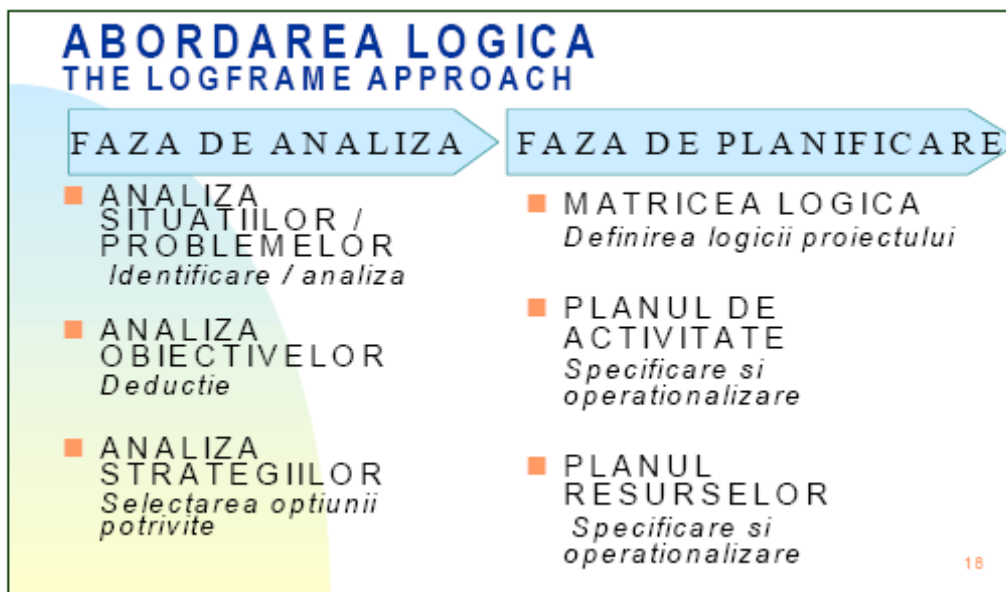 ABORDAREA LOGICA
THE LOGFRAME APPROACH
FAZA DE ANALIZA
ANALIZA
SITUATIILOR /
PROBLEMELOR
Identificare / analiza
ANALIZA
OBIECTIVELOR
Deductie
ANALIZA
STRATEGIILOR
Selectarea optiunii
potrivite
FAZA DE PLANIFICARE
MATRICEA LOGICA
Definirea logicii proiectului
PLANUL DE
ACTIVITATE
Specificare si
operationalizare
PLANUL
RESURSELOR
Specificare si
operationalizare
18